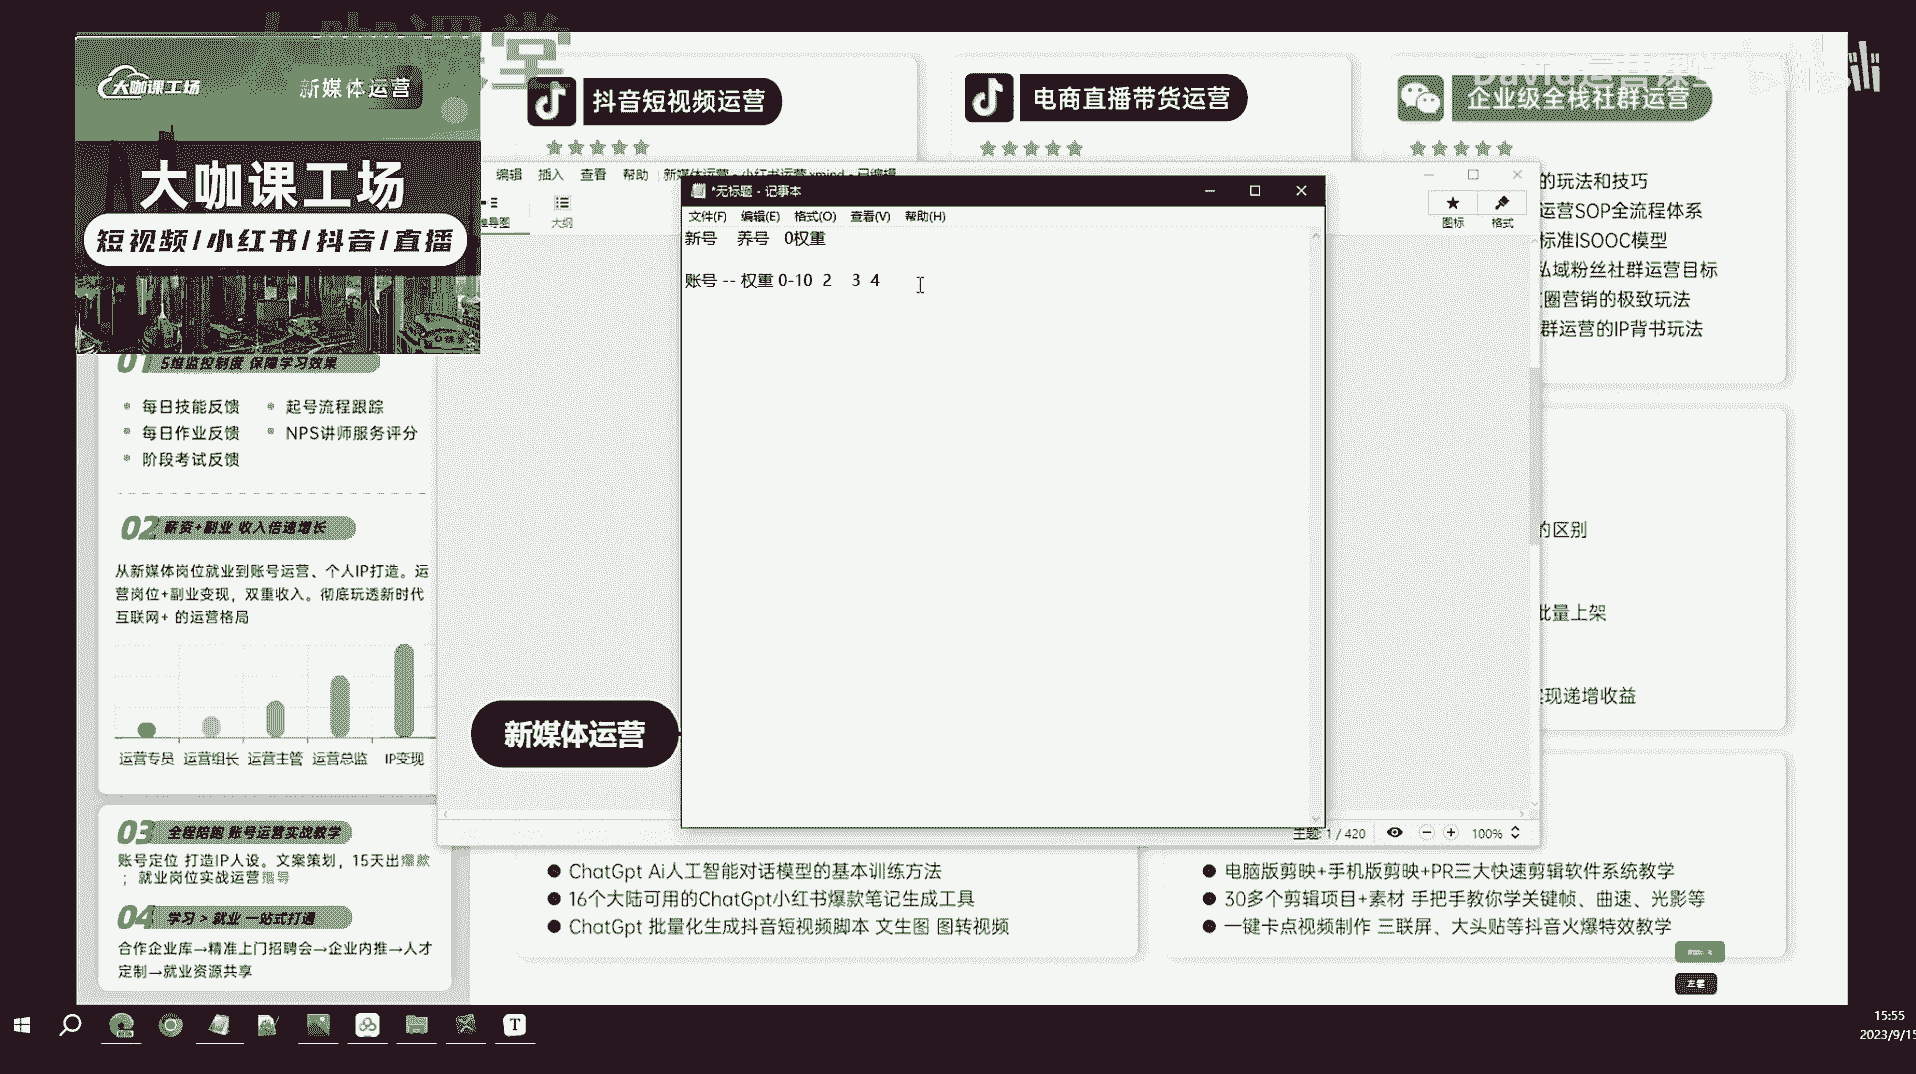 大咖课堂
大咖课工场
新媒体运营
大咖课工场
短视频/小红书/抖音/直播
抖音短视频运营
电商直播带货运营
企业级全栈社群运营
编辑 插入 查看 帮助
新媒体运营 - 小红书运营.xmind - 已编辑
大纲
图标
格式
*无标题 - 记事本
文件(F) 编辑(E) 格式(O) 查看(V) 帮助(H)
新号 养号 0权重
账号 -- 权重 0-10 2 3 4
的玩法和技巧
运营SOP全流程体系
标准ISOOC模型
私域粉丝社群运营目标
圈营销的极致玩法
群运营的IP背书玩法
的区别
批量上架
实现递增收益
01 5维监控制度 保障学习效果
每日技能反馈 起号流程跟踪
每日作业反馈 NPS讲师服务评分
阶段考试反馈
02 薪资+副业 收入倍速增长
从新媒体岗位就业到账号运营、个人IP打造。运
营岗位+副业变现，双重收入。彻底玩透新时代
互联网+ 的运营格局
运营专员 运营组长 运营主管 运营总监 IP变现
03 全程陪跑 账号运营实战教学
账号定位 打造IP人设。文案策划，15天出爆款
；就业岗位实战运营指导
04 学习 > 就业 一站式打通
合作企业库→精准上门招聘会→企业内推→人才
定制→就业资源共享
新媒体运营
主题: 1 / 420
100%
ChatGpt Ai人工智能对话模型的基本训练方法
16个大陆可用的ChatGpt小红书爆款笔记生成工具
ChatGpt 批量化生成抖音短视频脚本 文生图 图转视频
电脑版剪映+手机版剪映+PR三大快速剪辑软件系统教学
30多个剪辑项目+素材 手把手教你学关键帧、曲速、光影等
一键卡点视频制作 三联屏、大头贴等抖音火爆特效教学
T
15:55
2023/9/15